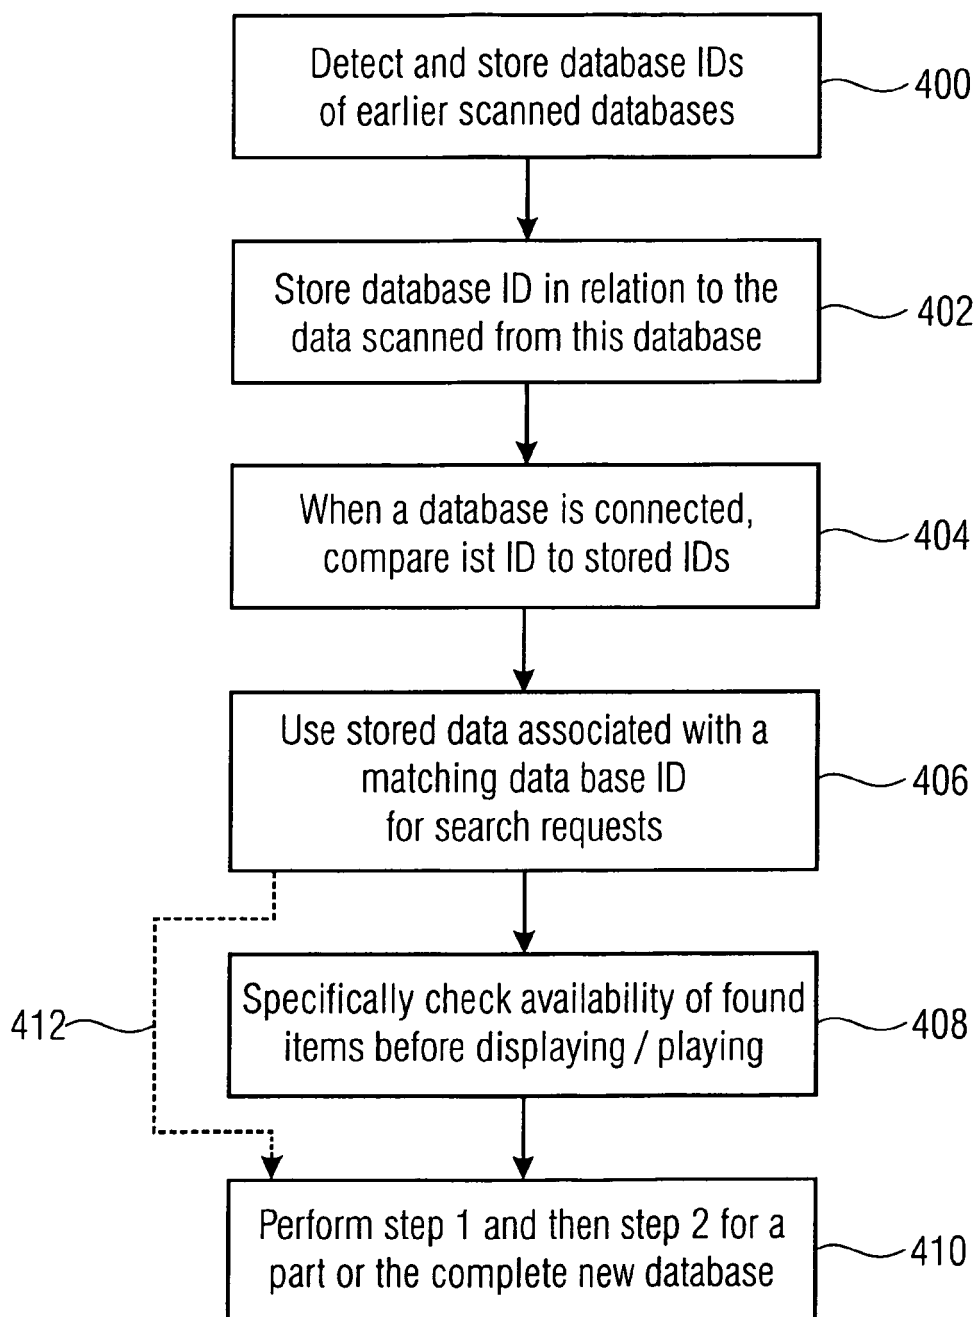 Detect and store database IDs
of earlier scanned databases
400
Store database ID in relation to the
data scanned from this database
402
When a database is connected,
compare ist ID to stored IDs
404
Use stored data associated with a
matching data base ID
for search requests
406
Specifically check availability of found
items before displaying / playing
408
412
Perform step 1 and then step 2 for a
part or the complete new database
410